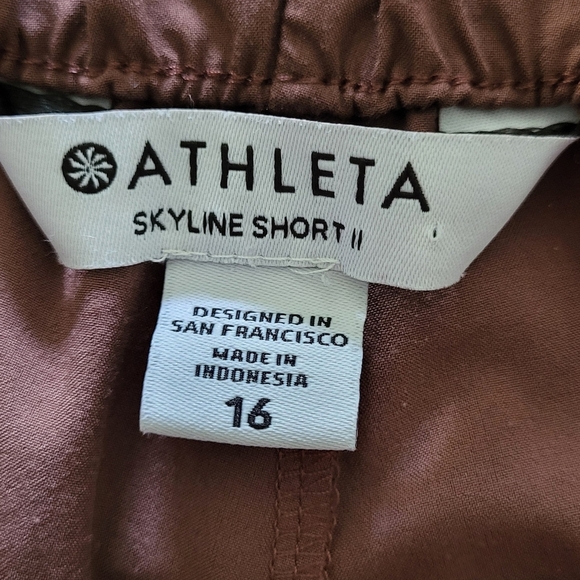 ATHLETA
SKYLINE SHORT II
DESIGNED IN
SAN FRANCISCO
MADE IN
INDONESIA
16